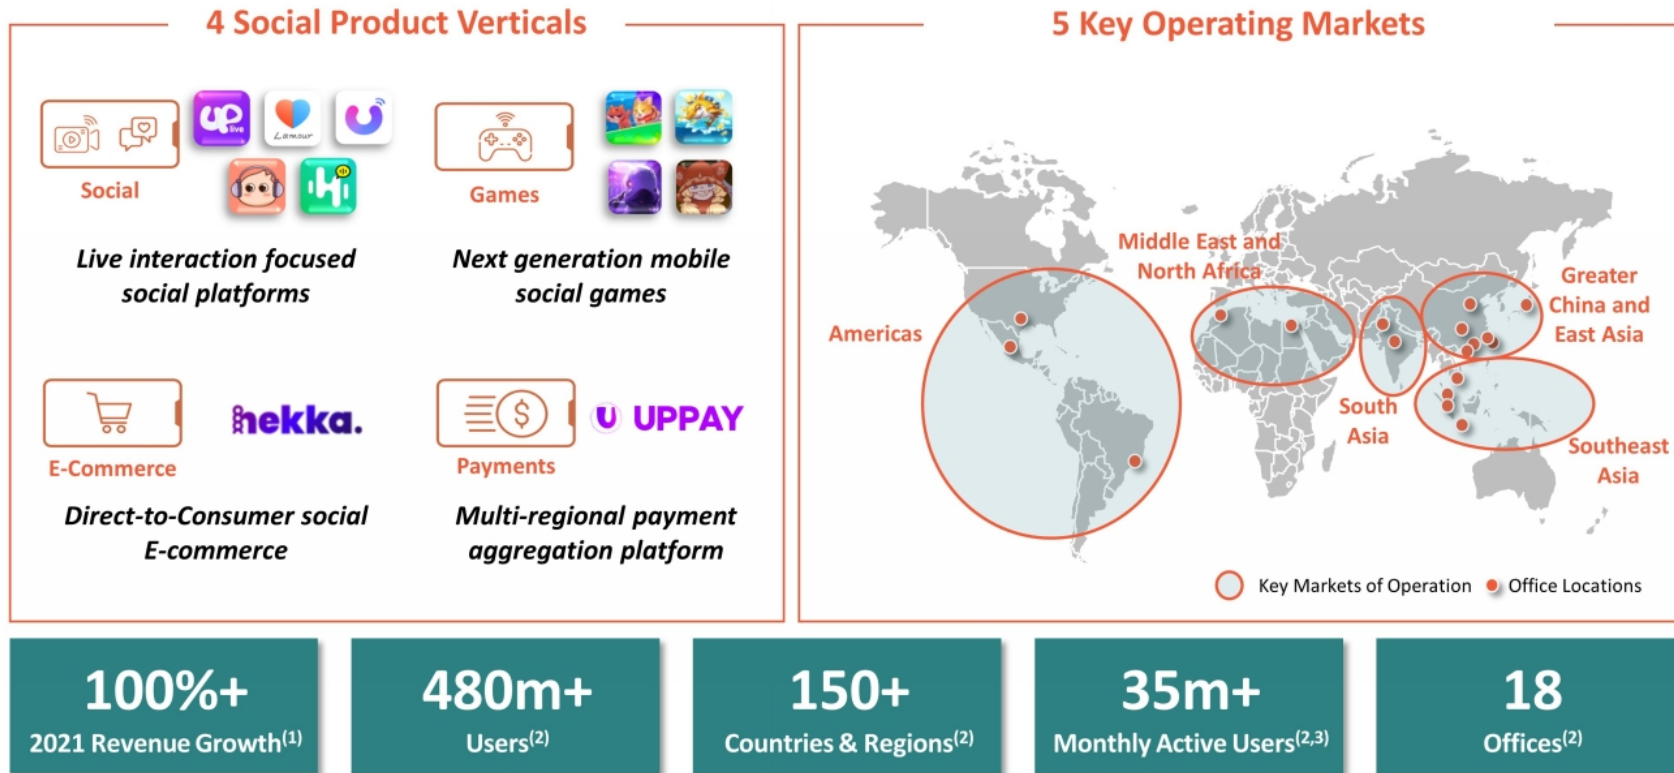 4 Social Product Verticals
up
live
Lamour
Social
Live interaction focused
social platforms
Games
Next generation mobile
social games
hekka.
E-Commerce
Direct-to-Consumer social
E-commerce
$
U UPPAY
Payments
Multi-regional payment
aggregation platform
5 Key Operating Markets
Middle East and
North Africa
Americas
Greater
China and
East Asia
South
Asia
Southeast
Asia
Key Markets of Operation
Office Locations
100%+
2021 Revenue Growth(1)
480m+
Users(2)
150+
Countries & Regions(2)
35m+
Monthly Active Users(2,3)
18
Offices(2)